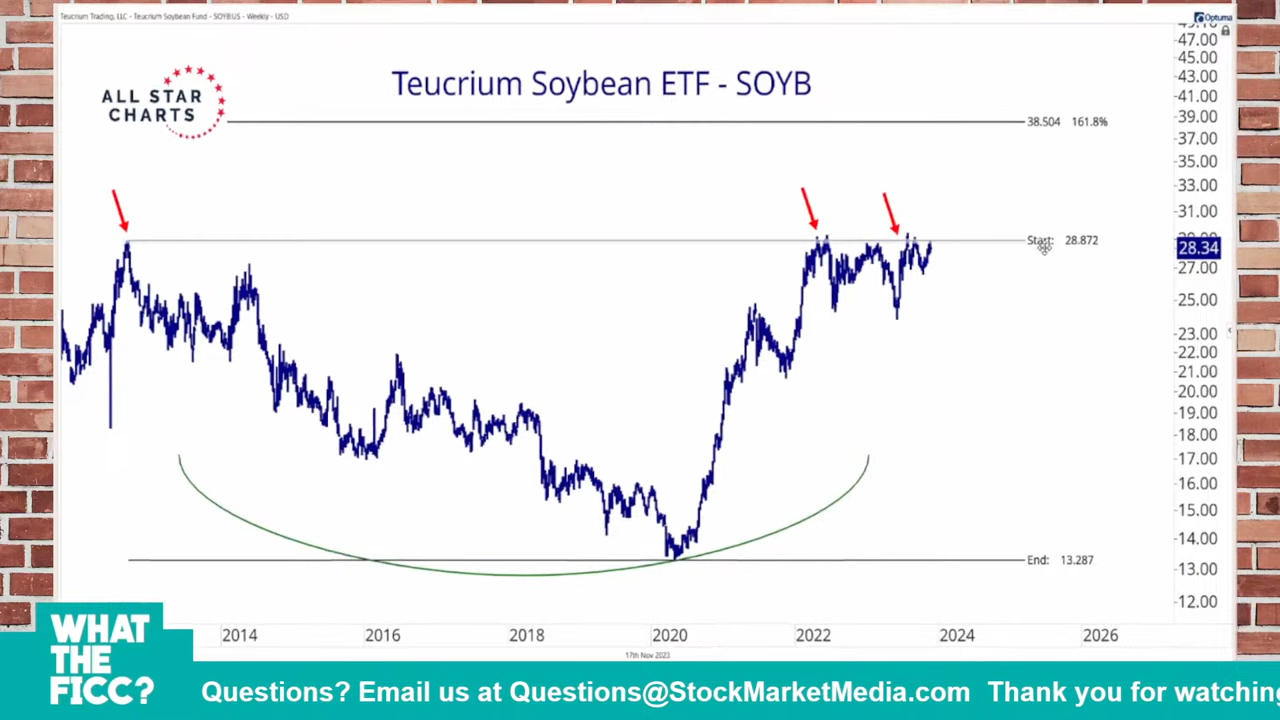 Teucrium Trading, LLC - Teucrium Soybean Fund - SOYB:US - Weekly - USD
Optuma
ALL STAR
CHARTS
Teucrium Soybean ETF - SOYB
38.504 161.8%
Start: 28.872
End: 13.287
47.00
45.00
43.00
41.00
39.00
37.00
35.00
33.00
31.00
28.34
27.00
25.00
23.00
22.00
21.00
20.00
19.00
18.00
17.00
16.00
15.00
14.00
13.00
12.00
2014 2016 2018 2020 2022 2024 2026
17th Nov 2023
WHAT
THE
FICC?
Questions? Email us at Questions@StockMarketMedia.com Thank you for watching